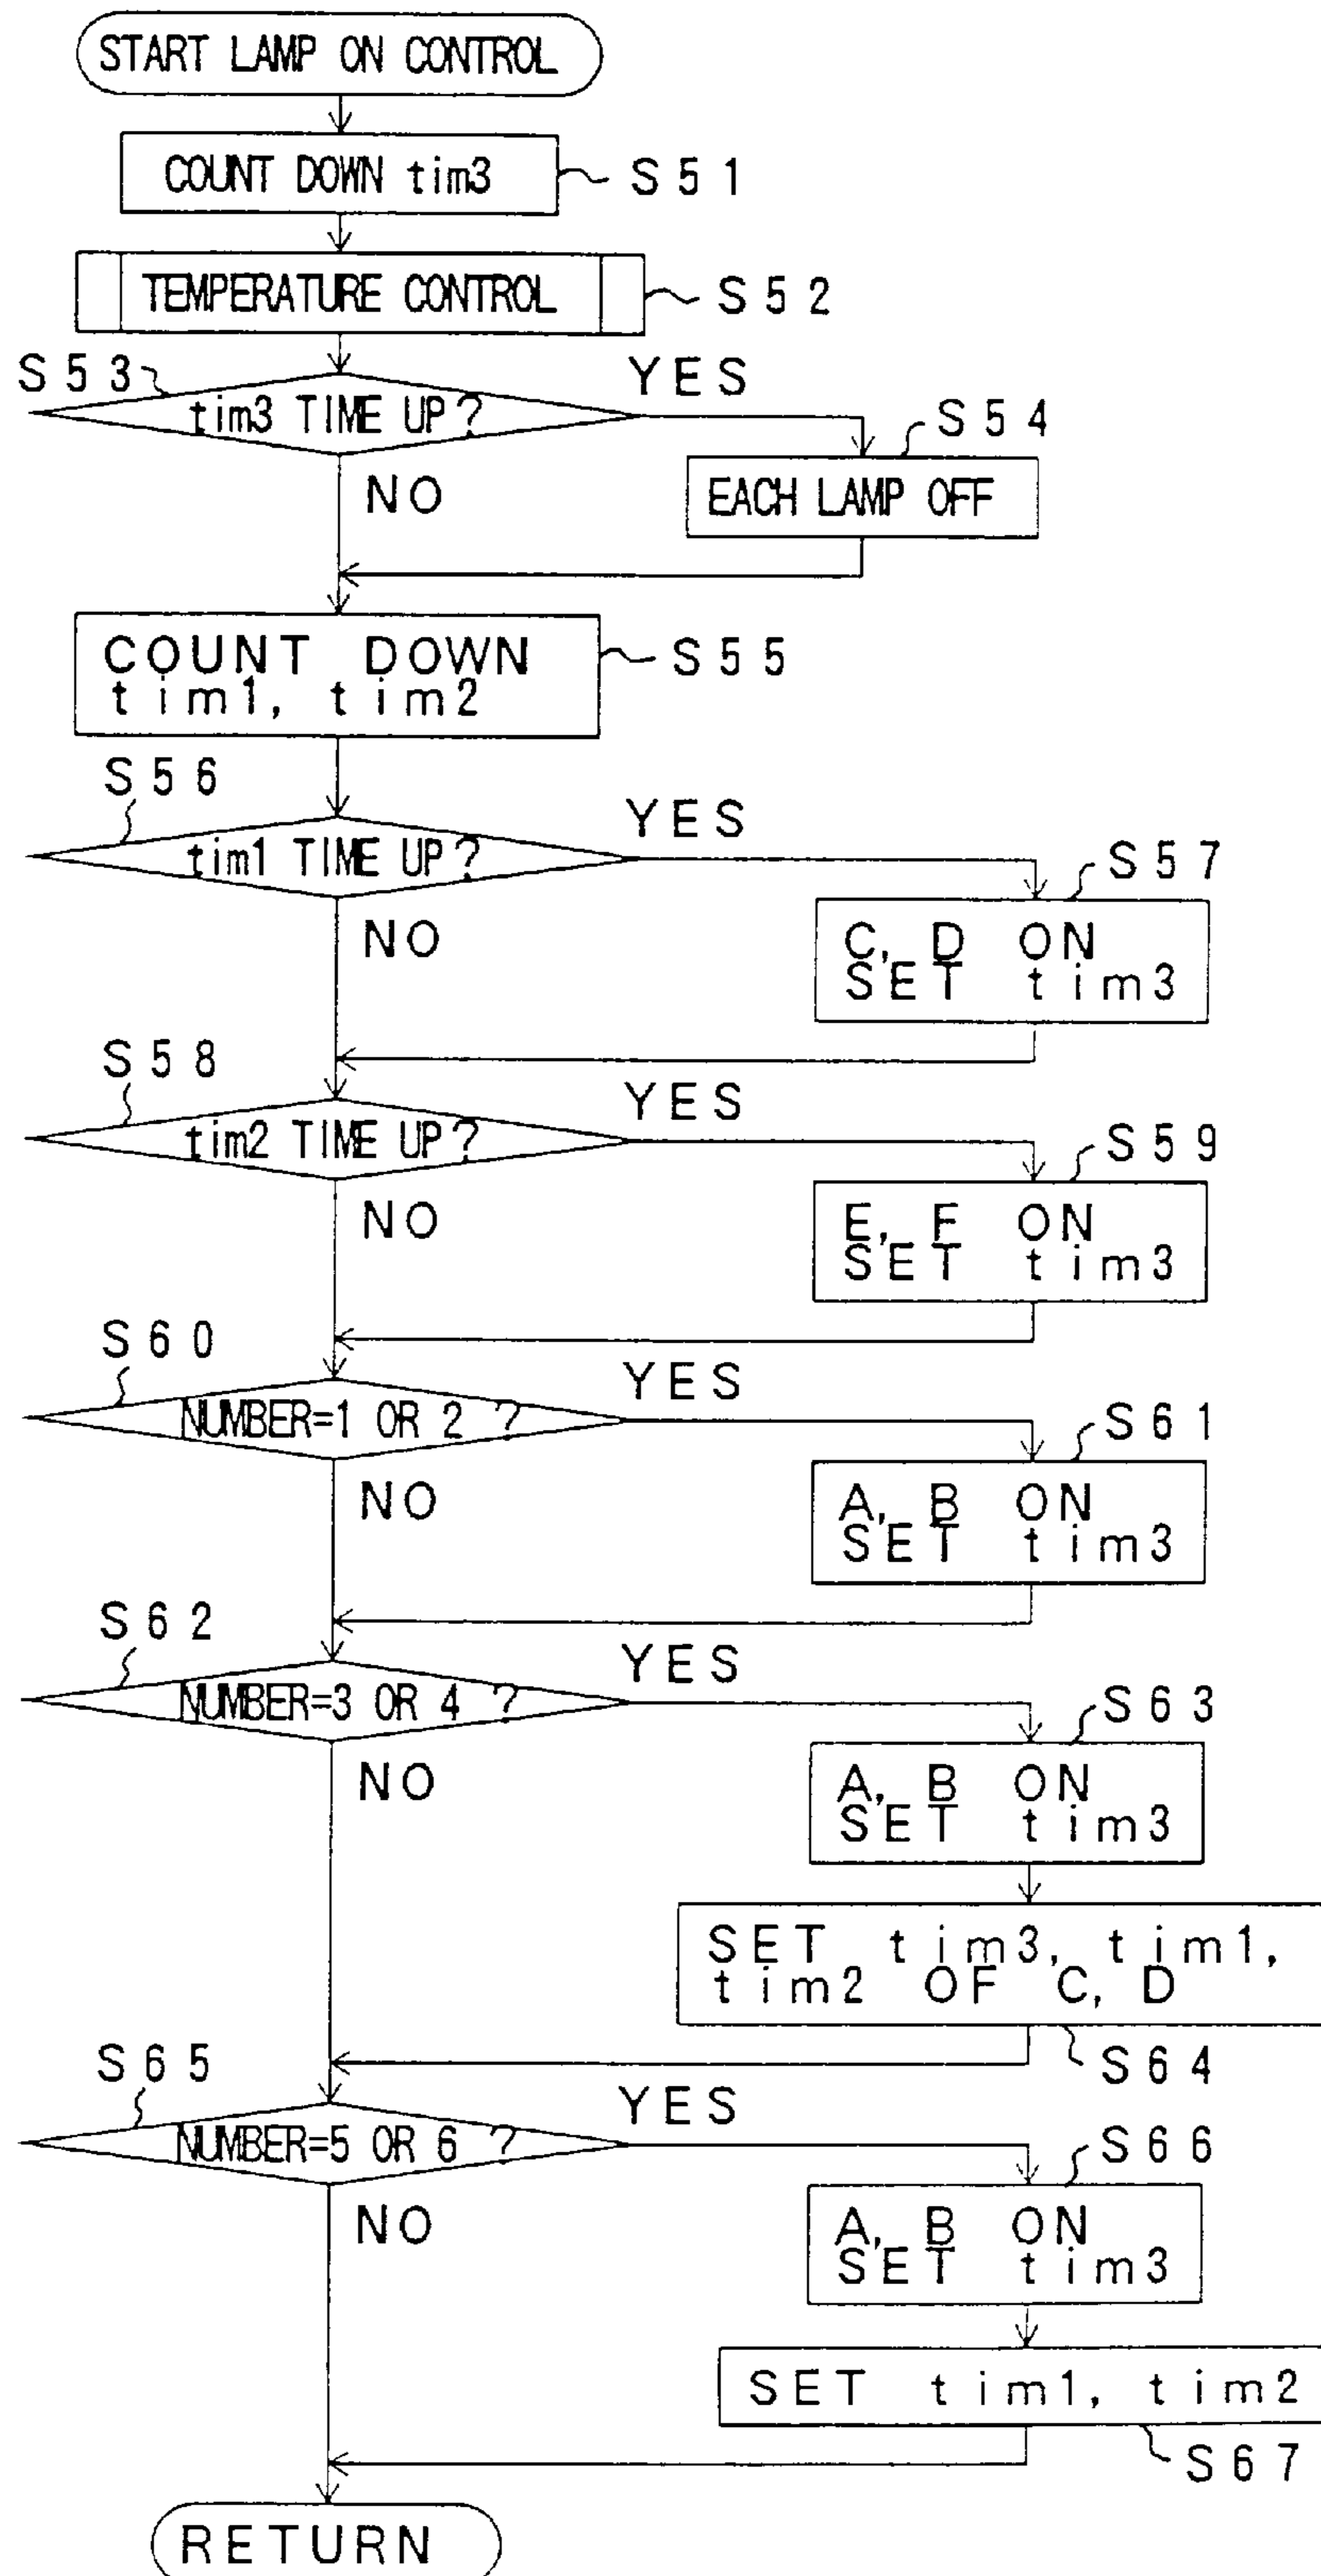 START LAMP ON CONTROL
COUNT DOWN tim3
S51
TEMPERATURE CONTROL
S52
S53
tim3 TIME UP?
YES
S54
EACH LAMP OFF
NO
COUNT DOWN
tim1, tim2
S55
S56
tim1 TIME UP?
YES
S57
C, D ON
SET tim3
NO
S58
tim2 TIME UP?
YES
S59
E, F ON
SET tim3
NO
S60
NUMBER=1 OR 2 ?
YES
S61
A, B ON
SET tim3
NO
S62
NUMBER=3 OR 4 ?
YES
S63
A, B ON
SET tim3
NO
SET tim3, tim1,
tim2 OF C, D
S64
S65
NUMBER=5 OR 6 ?
YES
S66
A, B ON
SET tim3
NO
SET tim1, tim2
S67
RETURN